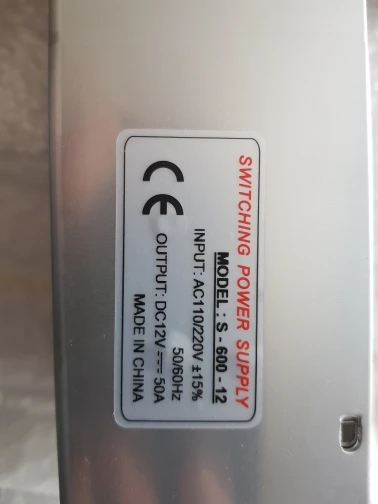 SWITCHING POWER SUPPLY
MODEL : S - 600 - 12
INPUT: AC110/220V ±15%
50/60Hz
OUTPUT: DC12V ⎓ 50A
MADE IN CHINA
CE